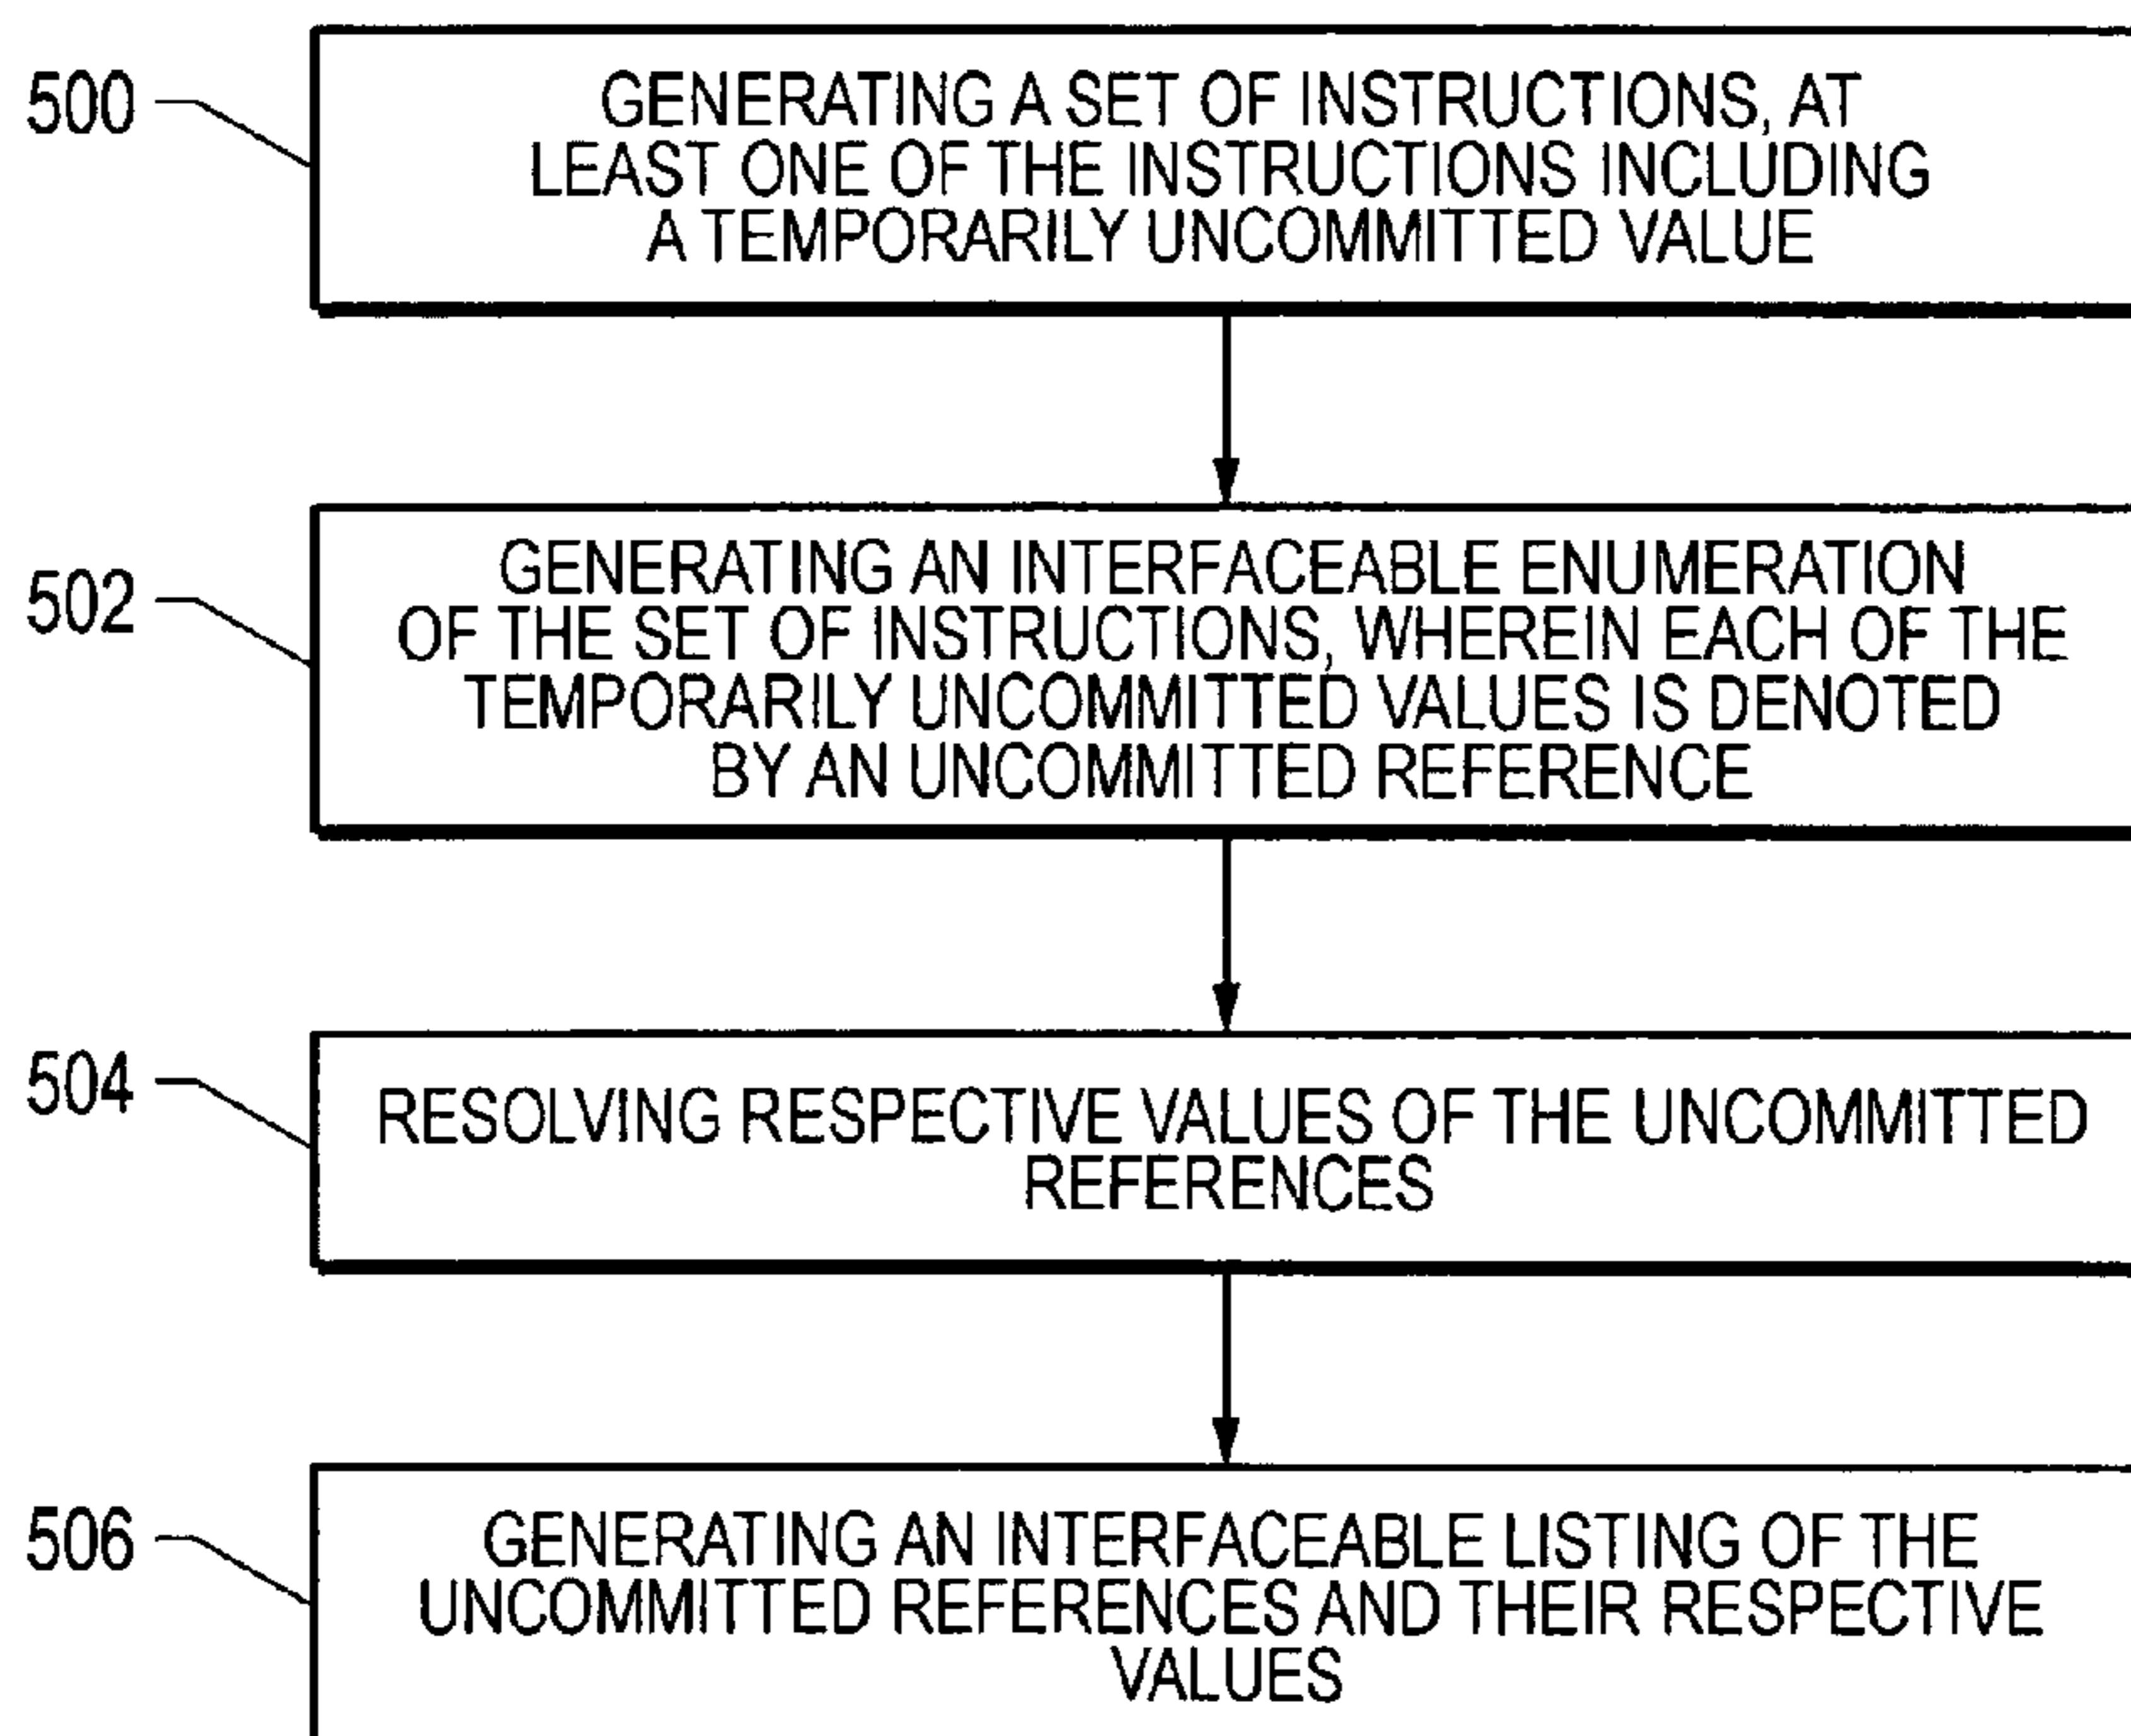 500
GENERATING A SET OF INSTRUCTIONS, AT
LEAST ONE OF THE INSTRUCTIONS INCLUDING
A TEMPORARILY UNCOMMITTED VALUE
502
GENERATING AN INTERFACEABLE ENUMERATION
OF THE SET OF INSTRUCTIONS, WHEREIN EACH OF THE
TEMPORARILY UNCOMMITTED VALUES IS DENOTED
BY AN UNCOMMITTED REFERENCE
504
RESOLVING RESPECTIVE VALUES OF THE UNCOMMITTED
REFERENCES
506
GENERATING AN INTERFACEABLE LISTING OF THE
UNCOMMITTED REFERENCES AND THEIR RESPECTIVE
VALUES